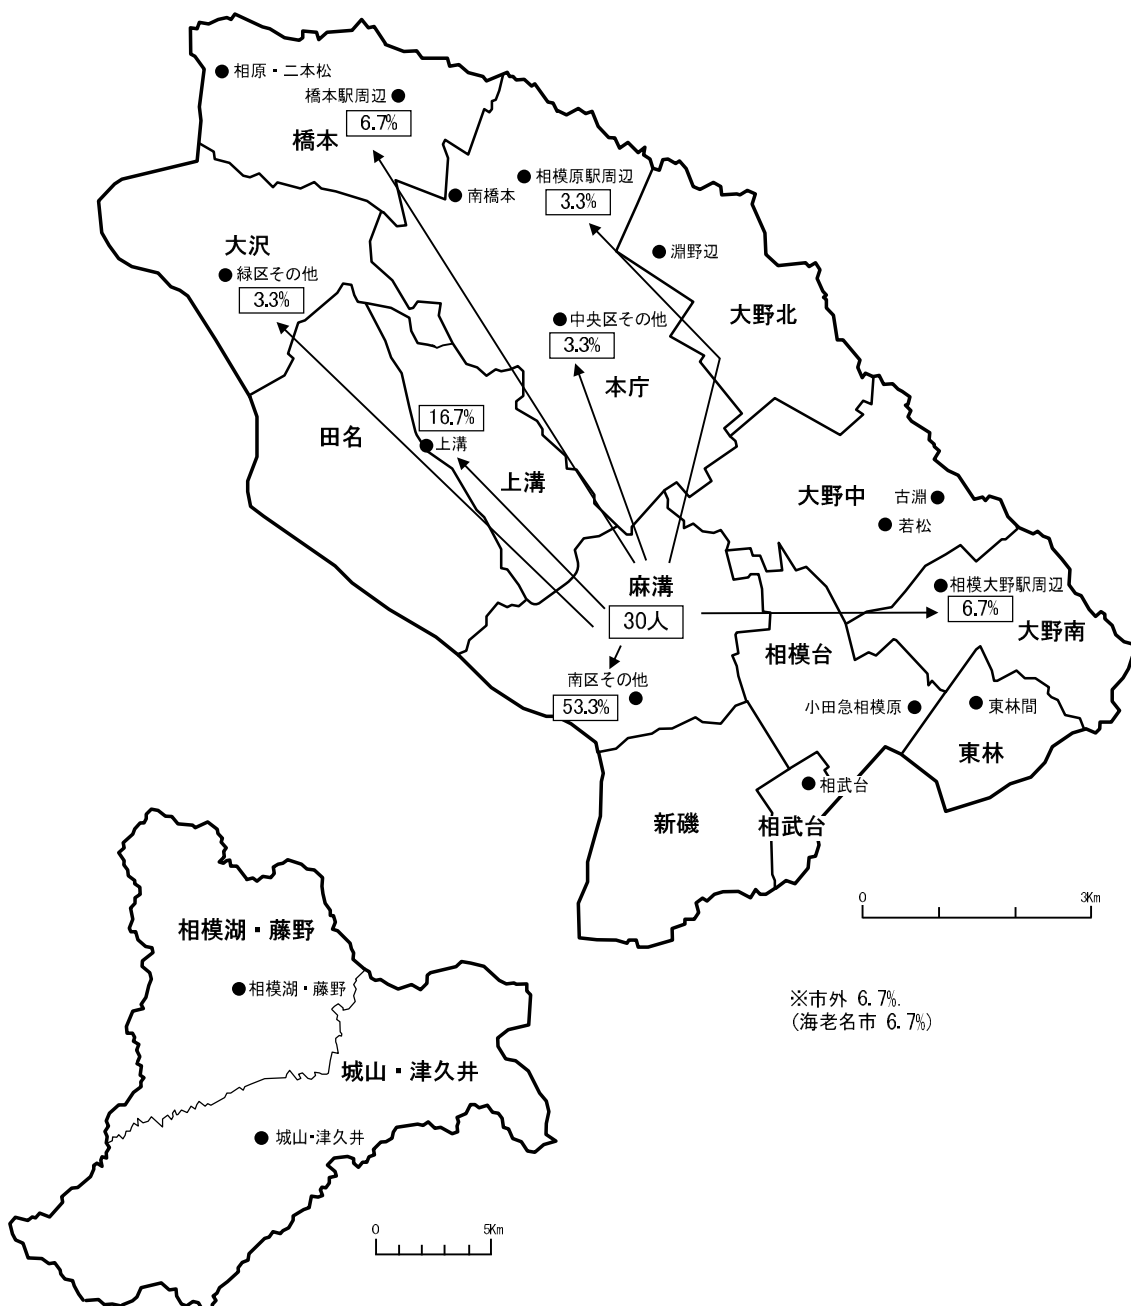 相原・二本松
橋本駅周辺
6.7%
橋本
相模原駅周辺
3.3%
南橋本
淵野辺
大沢
緑区その他
3.3%
大野北
中央区その他
3.3%
本庁
16.7%
上溝
田名
上溝
大野中
古淵
若松
麻溝
30人
相模大野駅周辺
6.7%
大野南
相模台
南区その他
53.3%
小田急相模原
東林間
東林
相武台
相武台
新磯
0 3Km
相模湖・藤野
相模湖・藤野
※市外 6.7%.
(海老名市 6.7%)
城山・津久井
城山・津久井
0 5Km